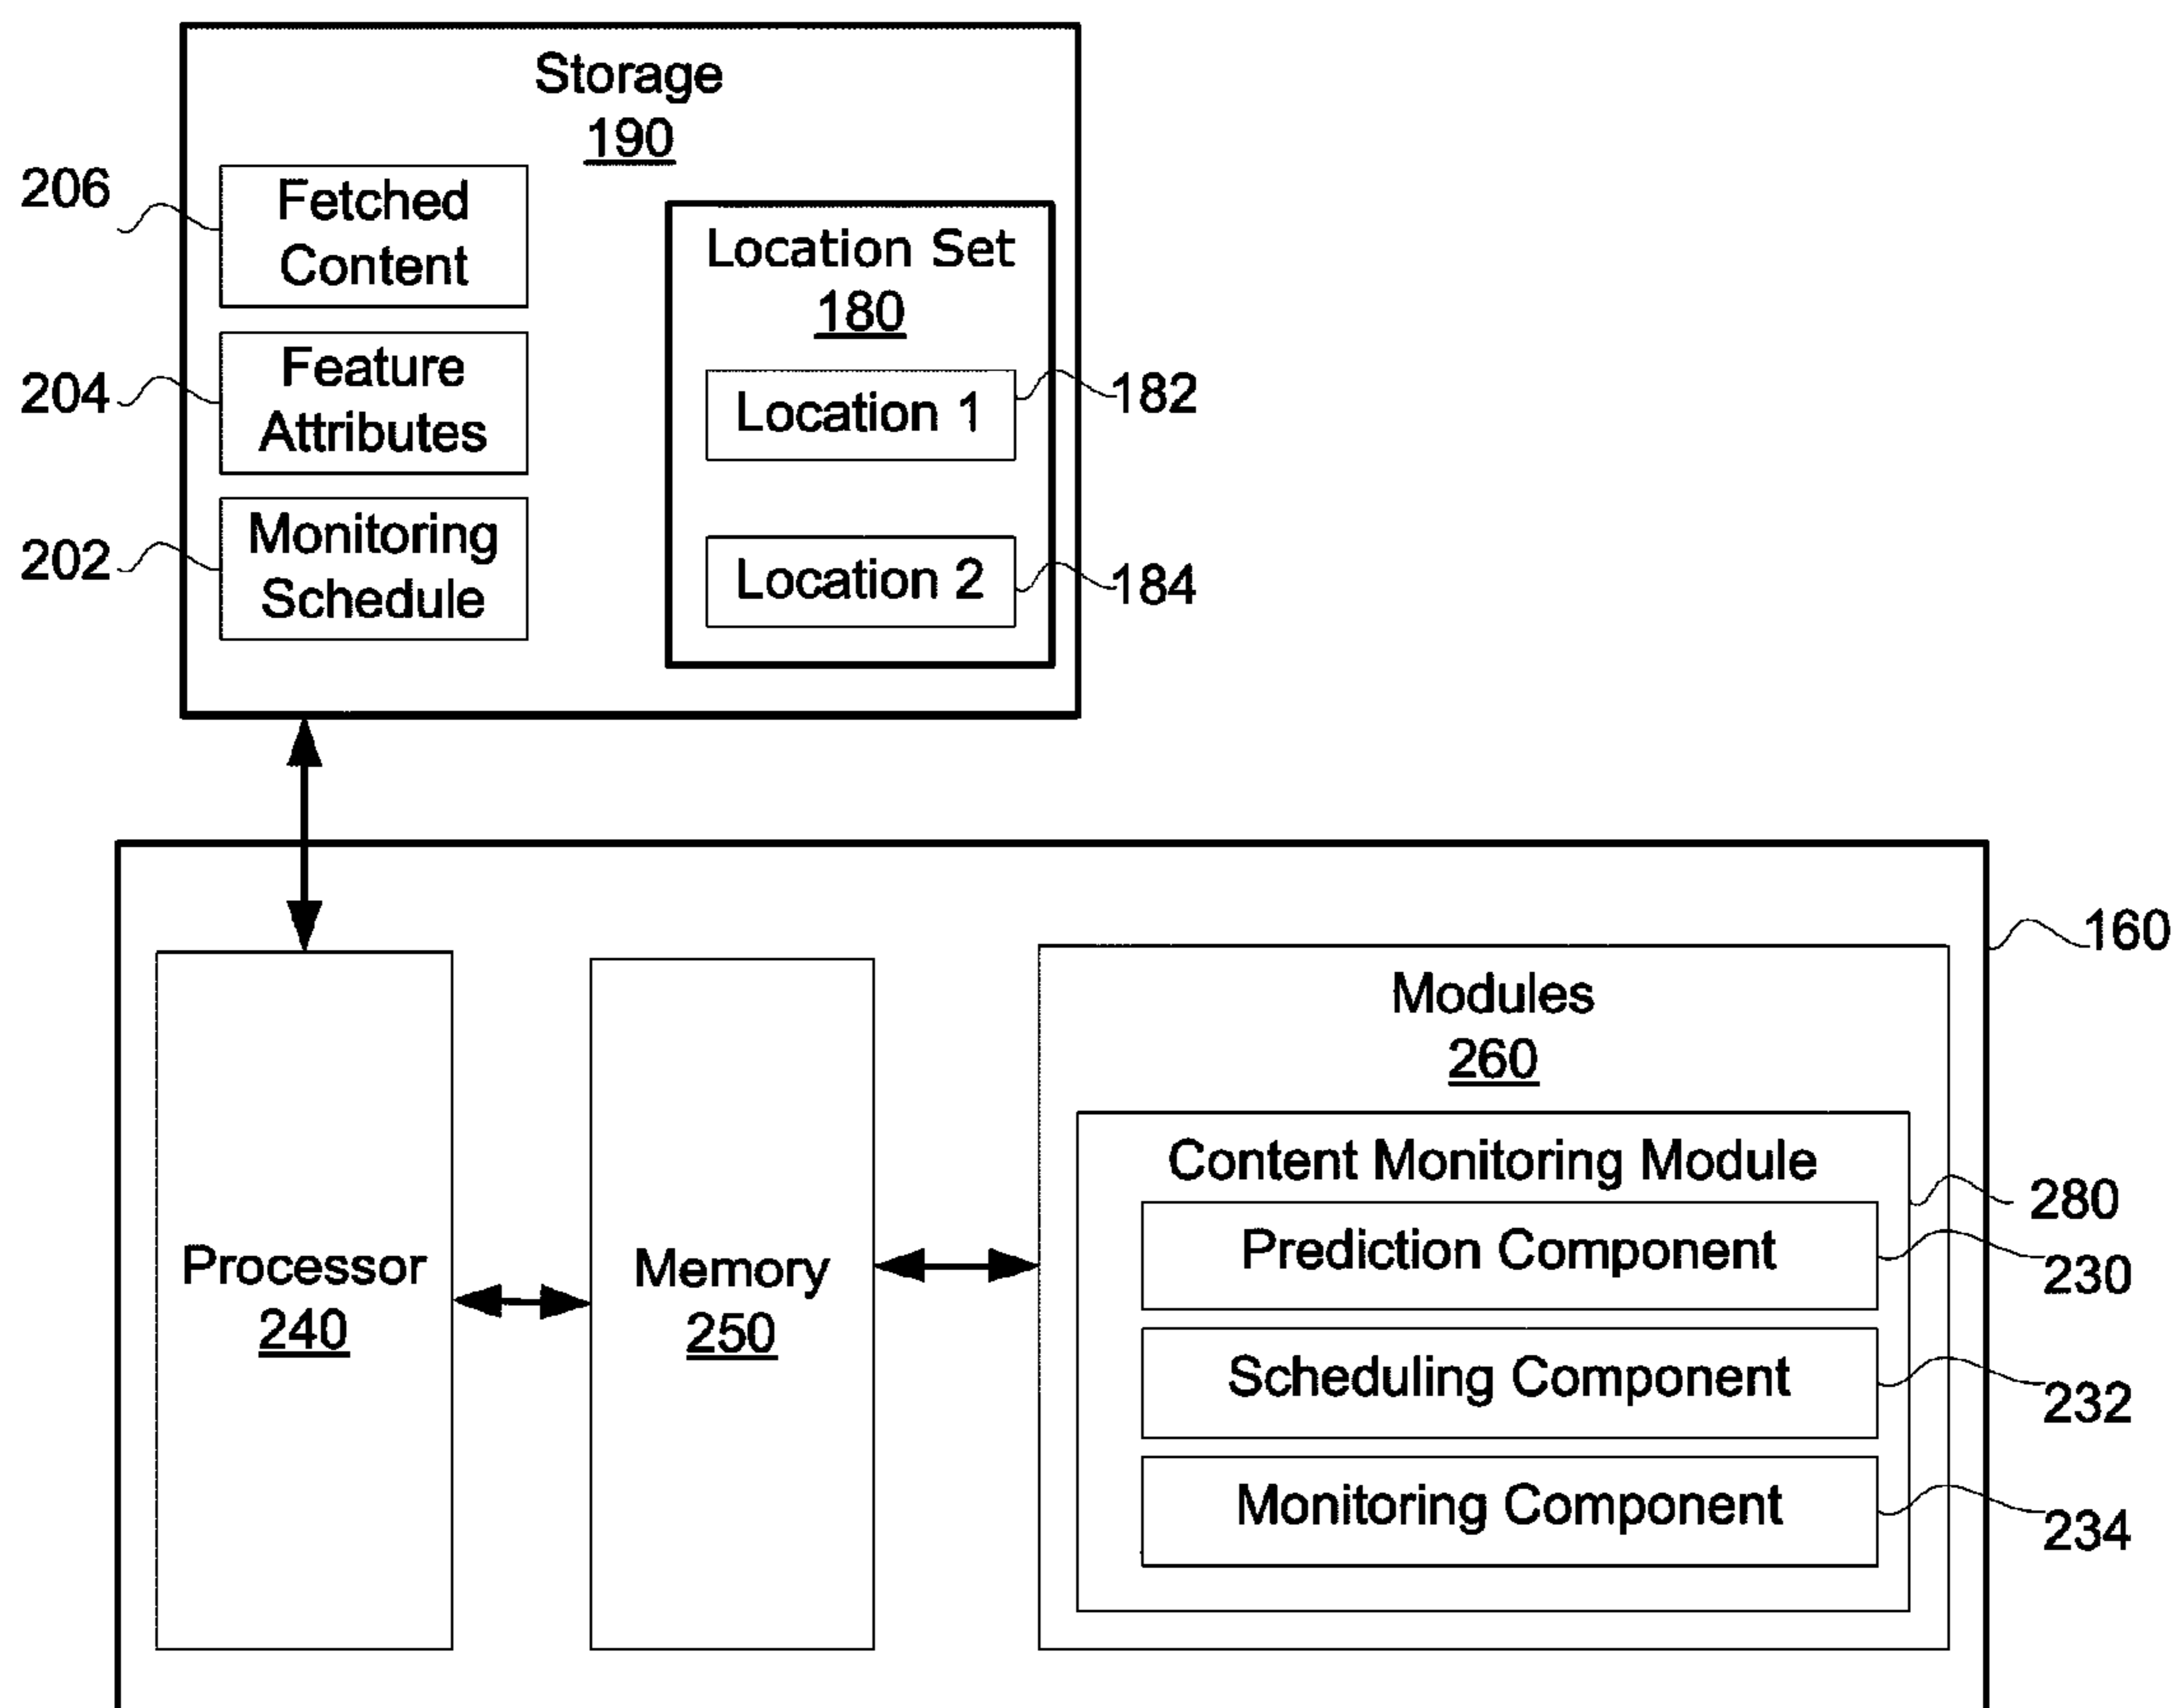 Storage
190
206
Fetched
Content
Location Set
180
204
Feature
Attributes
Location 1
182
202
Monitoring
Schedule
Location 2
184
160
Modules
260
Content Monitoring Module
280
Processor
240
Memory
250
Prediction Component
230
Scheduling Component
232
Monitoring Component
234